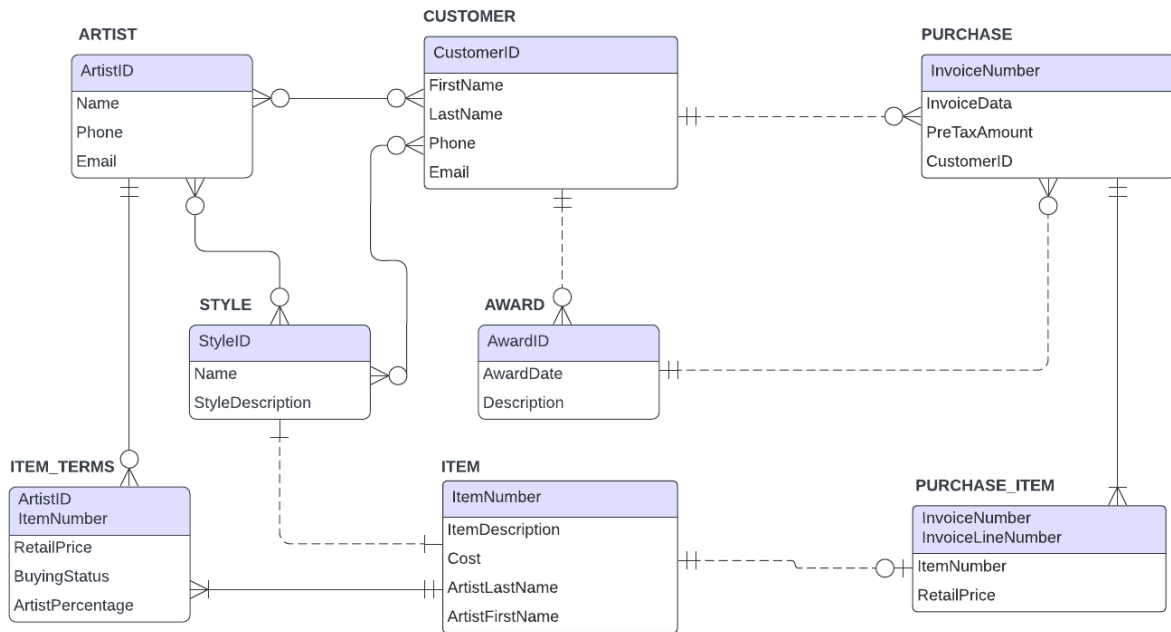 ARTIST
ArtistID
Name
Phone
Email
CUSTOMER
CustomerID
FirstName
LastName
Phone
Email
PURCHASE
InvoiceNumber
InvoiceData
PreTaxAmount
CustomerID
STYLE
StyleID
Name
StyleDescription
AWARD
AwardID
AwardDate
Description
ITEM_TERMS
ArtistID
ItemNumber
RetailPrice
BuyingStatus
ArtistPercentage
ITEM
ItemNumber
ItemDescription
Cost
ArtistLastName
ArtistFirstName
PURCHASE_ITEM
InvoiceNumber
InvoiceLineNumber
ItemNumber
RetailPrice